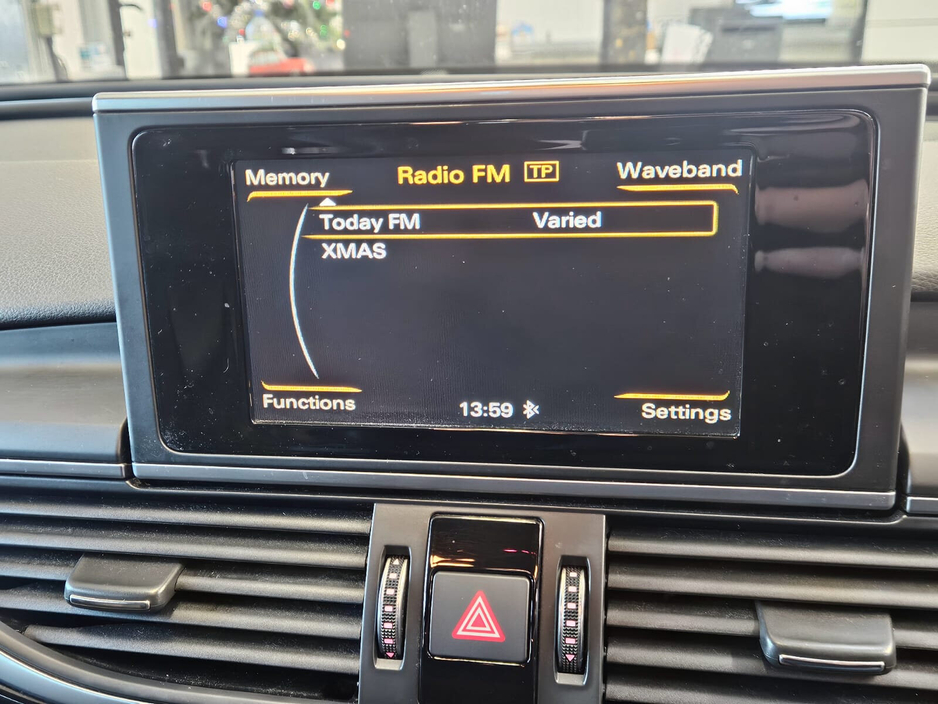 Memory Radio FM TP Waveband
Today FM Varied
XMAS
Functions 13:59 Settings